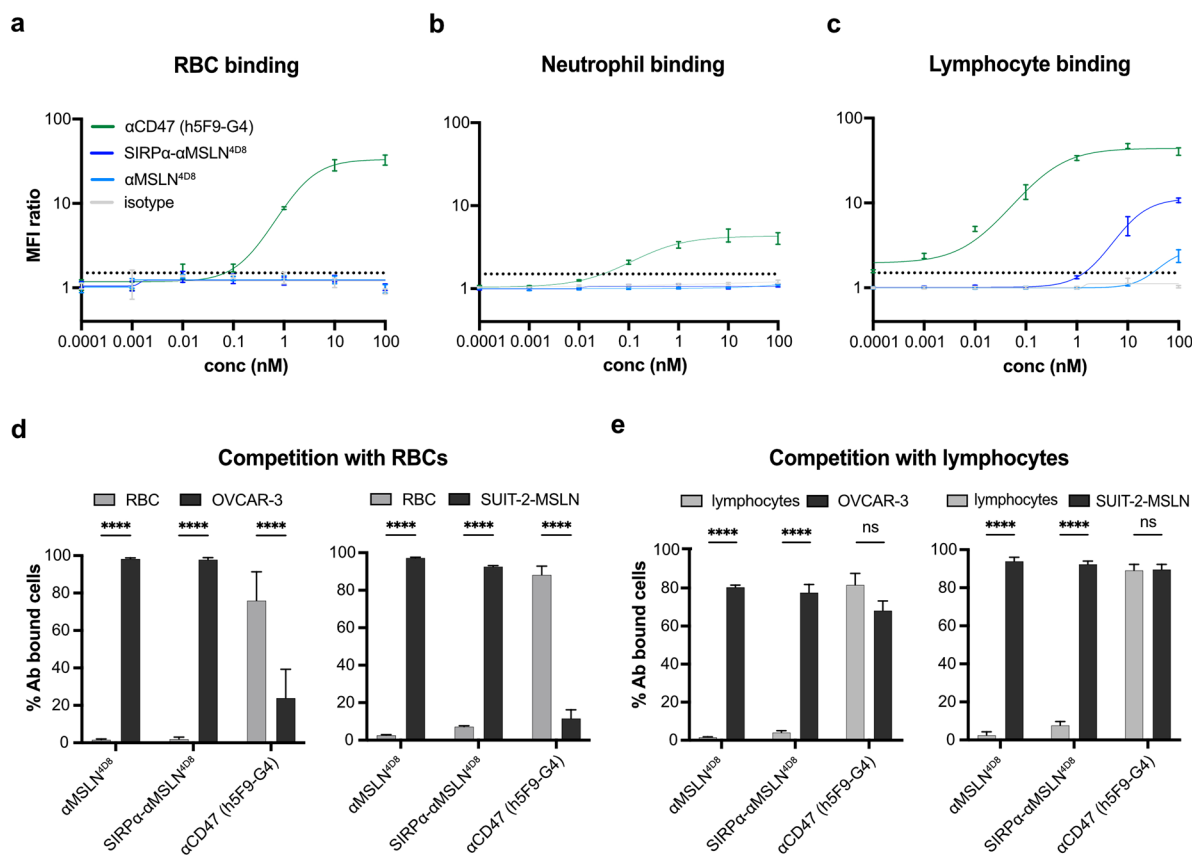 a
RBC binding
MFI ratio
100
10
1
αCD47 (h5F9-G4)
SIRPα-αMSLN4D8
αMSLN4D8
isotype
0.0001 0.001 0.01 0.1 1 10 100
conc (nM)
b
Neutrophil binding
100
10
1
0.0001 0.001 0.01 0.1 1 10 100
conc (nM)
c
Lymphocyte binding
100
10
1
0.0001 0.001 0.01 0.1 1 10 100
conc (nM)
d
Competition with RBCs
RBC OVCAR-3
**** **** ****
% Ab bound cells
100
80
60
40
20
0
αMSLN4D8
SIRPα-αMSLN4D8
αCD47 (h5F9-G4)
RBC SUIT-2-MSLN
**** **** ****
100
80
60
40
20
0
αMSLN4D8
SIRPα-αMSLN4D8
αCD47 (h5F9-G4)
e
Competition with lymphocytes
lymphocytes OVCAR-3
**** **** ns
% Ab bound cells
100
80
60
40
20
0
αMSLN4D8
SIRPα-αMSLN4D8
αCD47 (h5F9-G4)
lymphocytes SUIT-2-MSLN
**** **** ns
100
80
60
40
20
0
αMSLN4D8
SIRPα-αMSLN4D8
αCD47 (h5F9-G4)